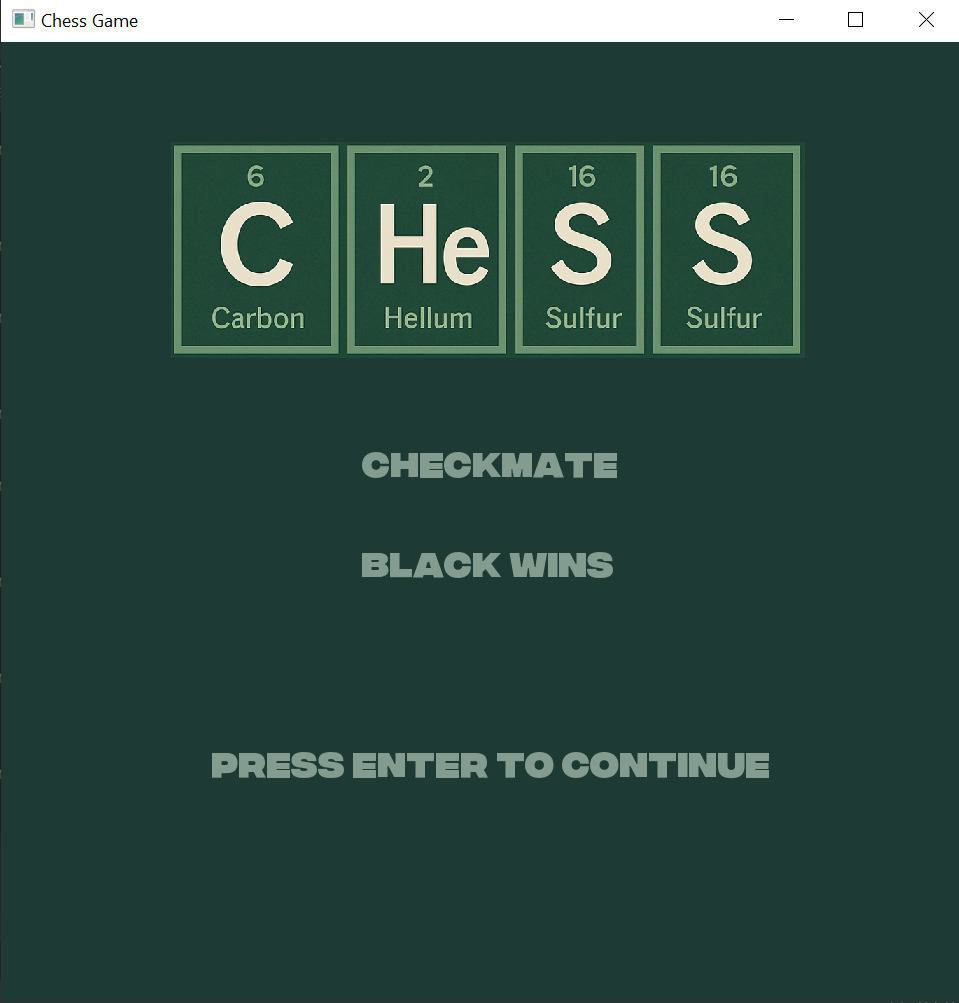 Chess Game
6 2 16 16
C He S S
Carbon Hellum Sulfur Sulfur
CHECKMATE
BLACK WINS
PRESS ENTER TO CONTINUE